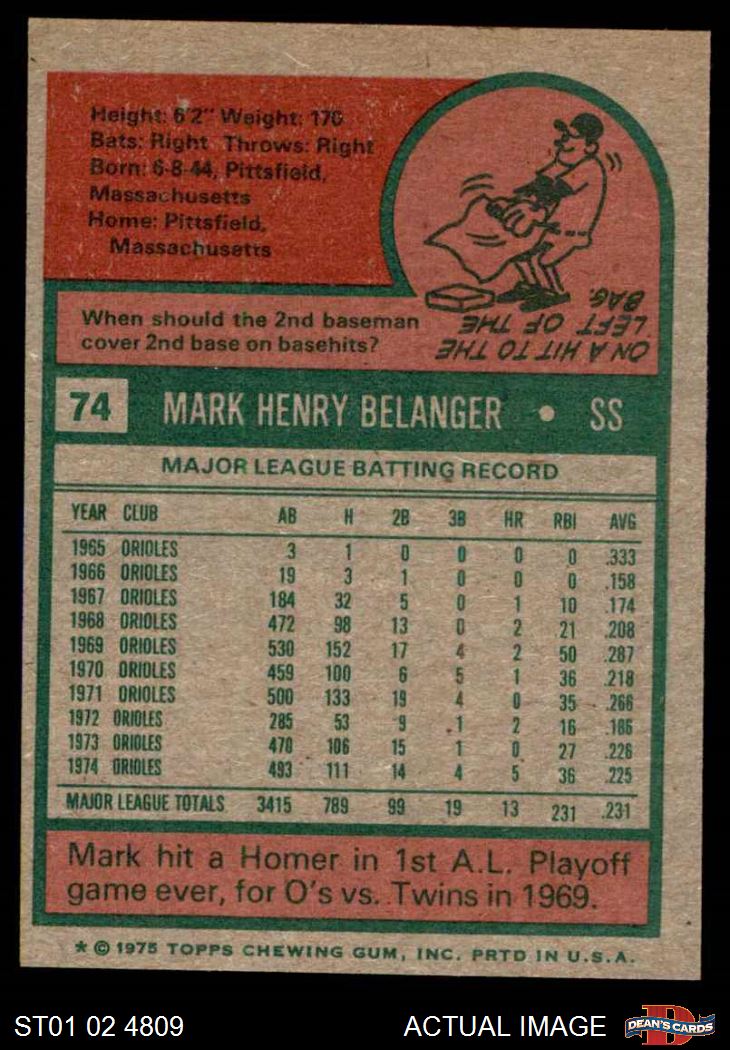 Height: 6'2" Weight: 170
Bats: Right Throws: Right
Born: 6-8-44, Pittsfield,
Massachusetts
Home: Pittsfield,
Massachusetts
When should the 2nd baseman
cover 2nd base on basehits?
ON A HIT TO THE
LEFT OF THE
BAG.
74 MARK HENRY BELANGER • SS
MAJOR LEAGUE BATTING RECORD
YEAR CLUB AB H 2B 3B HR RBI AVG
1965 ORIOLES 3 1 0 0 0 0 .333
1966 ORIOLES 19 3 1 0 0 0 .158
1967 ORIOLES 184 32 5 0 1 10 .174
1968 ORIOLES 472 98 13 0 2 21 .208
1969 ORIOLES 530 152 17 4 2 50 .287
1970 ORIOLES 459 100 6 5 1 36 .218
1971 ORIOLES 500 133 19 4 0 35 .266
1972 ORIOLES 285 53 9 1 2 16 .186
1973 ORIOLES 470 106 15 1 0 27 .226
1974 ORIOLES 493 111 14 4 5 36 .225
MAJOR LEAGUE TOTALS 3415 789 99 19 13 231 .231
Mark hit a Homer in 1st A.L. Playoff
game ever, for O's vs. Twins in 1969.
* © 1975 TOPPS CHEWING GUM, INC. PRTD IN U.S.A.
ST01 02 4809 ACTUAL IMAGE
D
DEAN'S CARDS